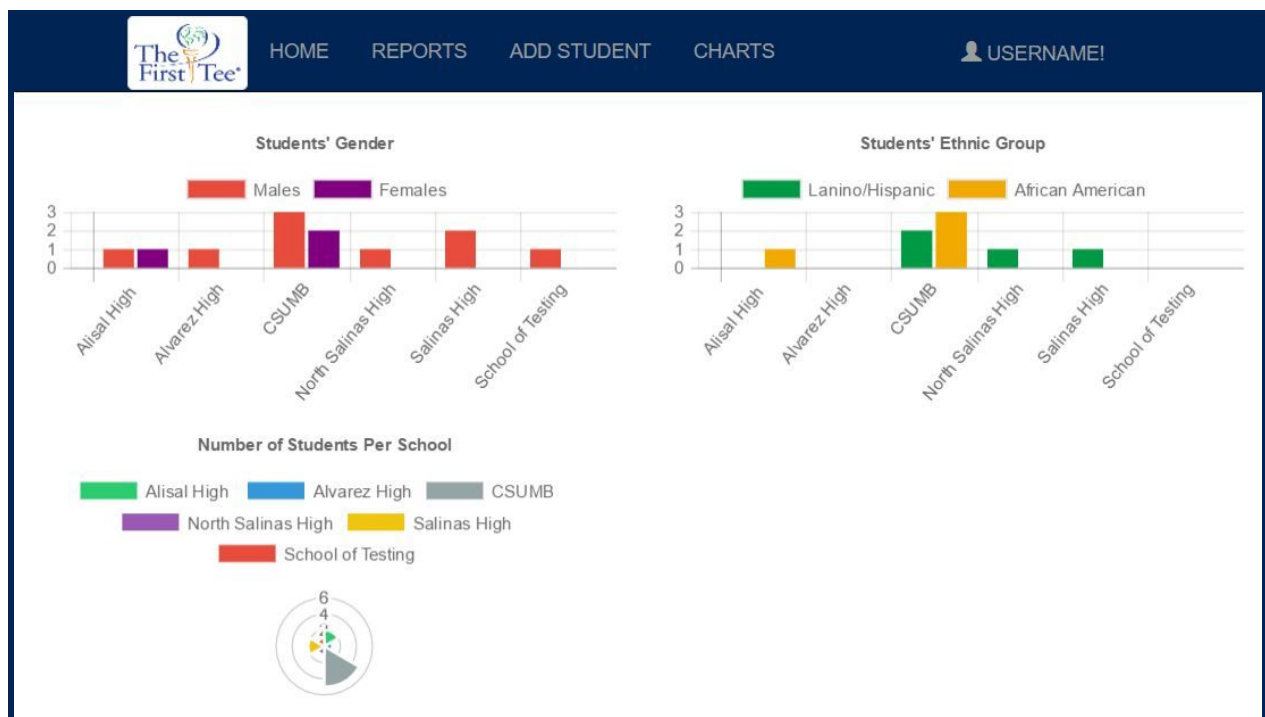 The First Tee
HOME REPORTS ADD STUDENT CHARTS USERNAME!
Students' Gender
Males Females
3
2
1
0
Alisal High
Alvarez High
CSUMB
North Salinas High
Salinas High
School of Testing
Students' Ethnic Group
Lanino/Hispanic African American
3
2
1
0
Alisal High
Alvarez High
CSUMB
North Salinas High
Salinas High
School of Testing
Number of Students Per School
Alisal High Alvarez High CSUMB
North Salinas High Salinas High
School of Testing
6
4